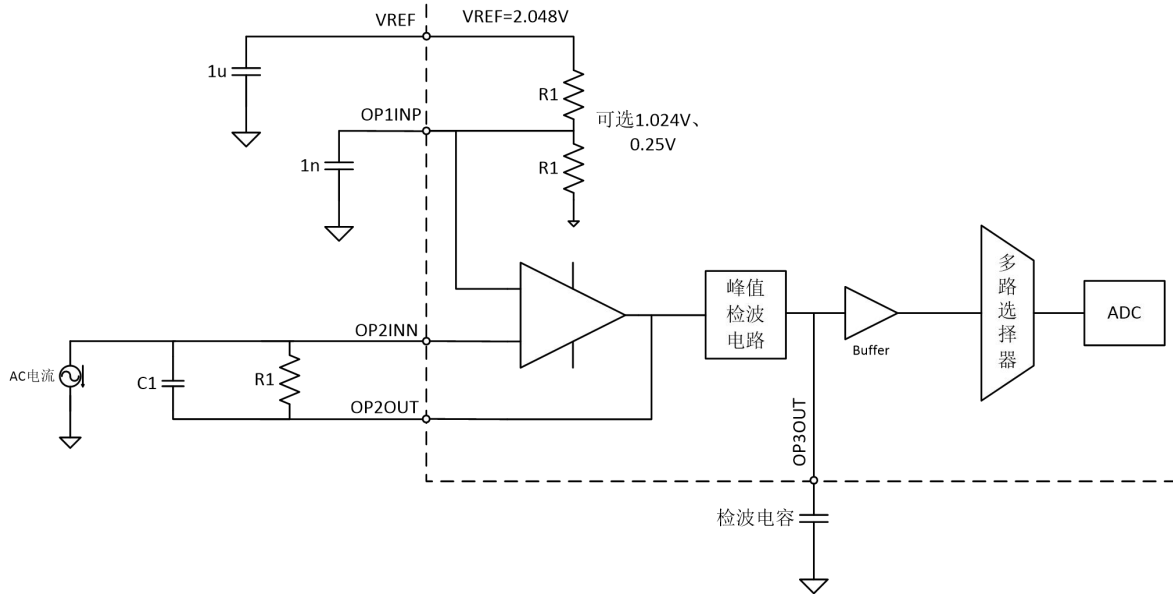 VREF
VREF=2.048V
1u
R1
OP1INP
可选1.024V、
0.25V
1n
R1
多路选择器
峰值
检波
电路
ADC
OP2INN
Buffer
AC电流
C1
R1
OP2OUT
OP3OUT
检波电容